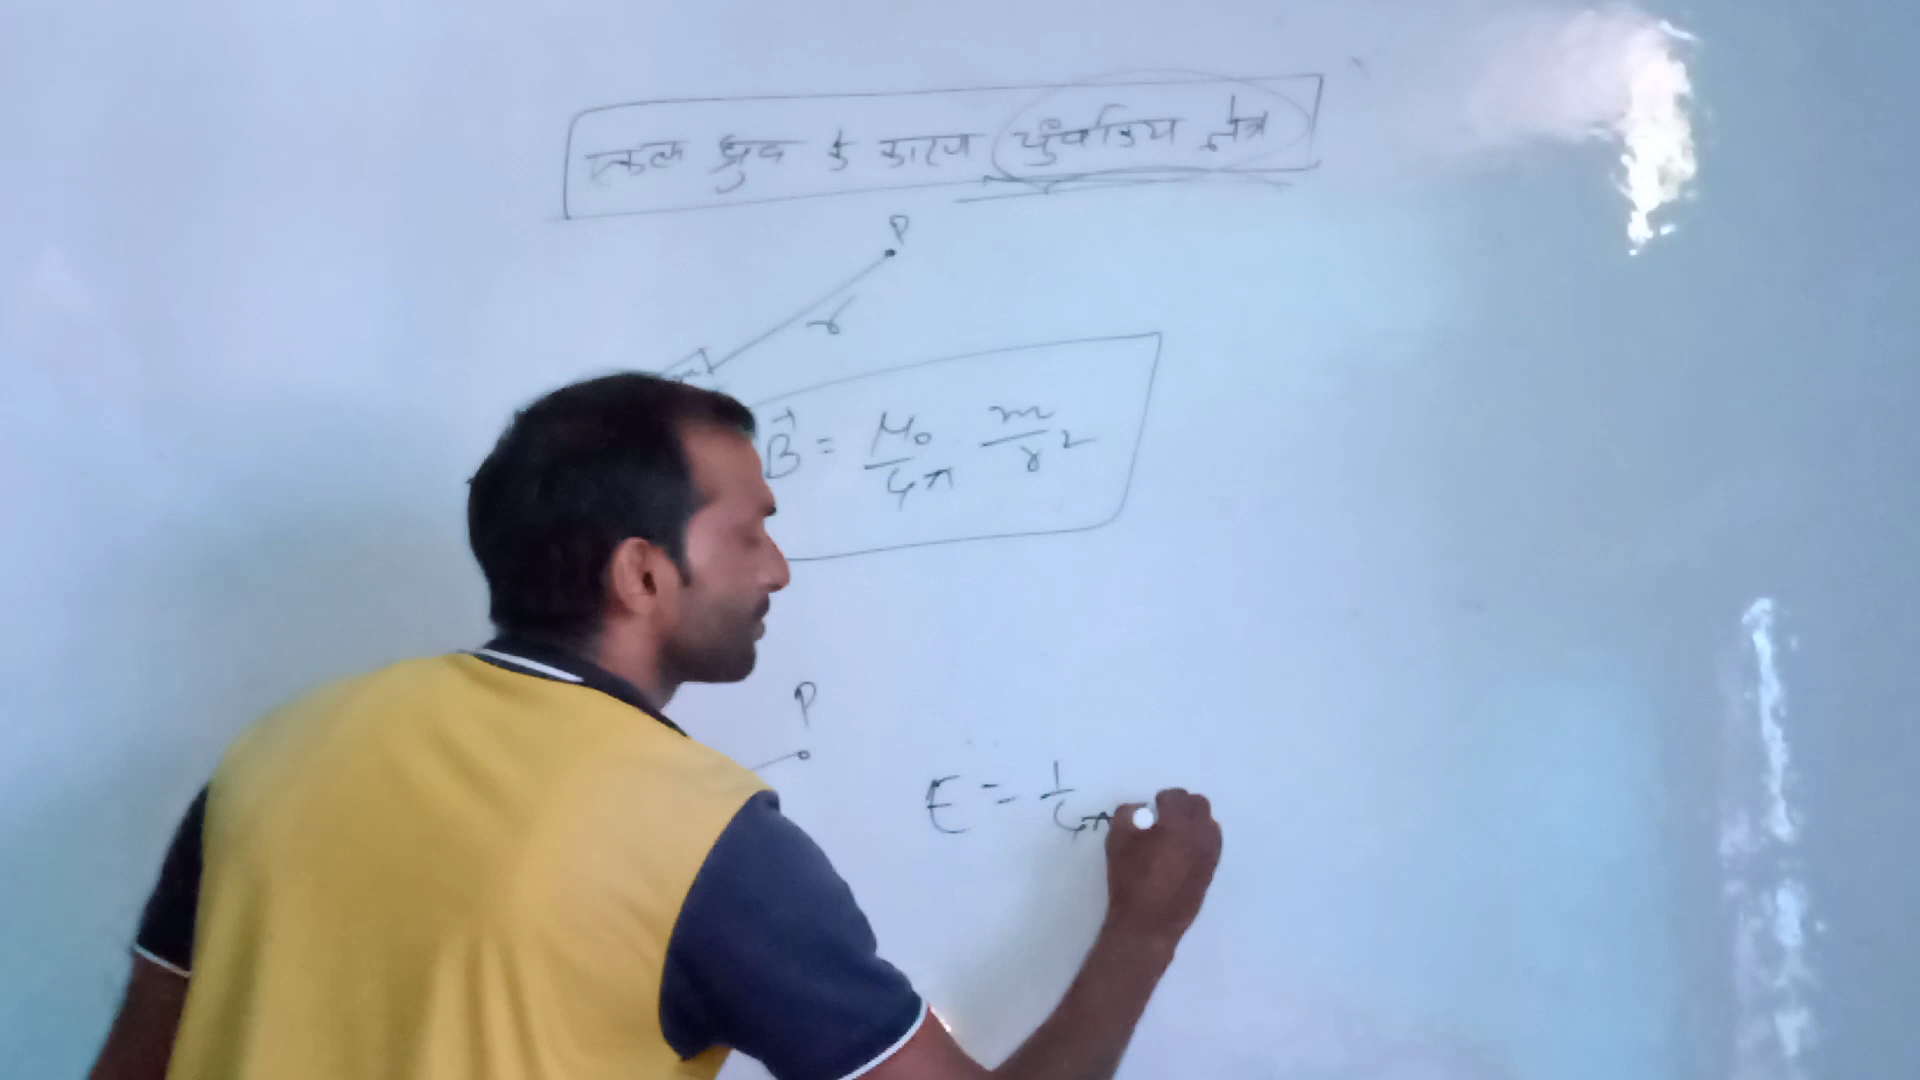 एकल ध्रुव के कारण चुंबकिय क्षेत्र
P
r
m
B⃗ = μ₀/4π m/r²
P
E = 1/4π